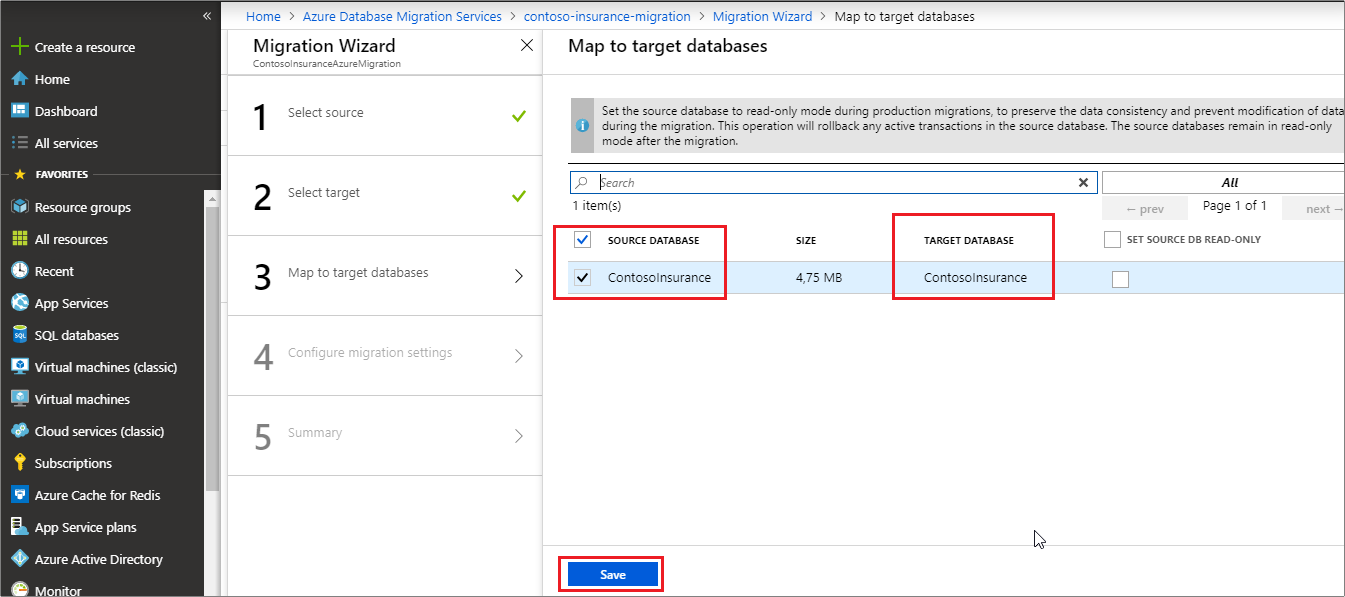 «
Home > Azure Database Migration Services > contoso-insurance-migration > Migration Wizard > Map to target databases
Create a resource
Home
Dashboard
All services
FAVORITES
Resource groups
All resources
Recent
App Services
SQL databases
Virtual machines (classic)
Virtual machines
Cloud services (classic)
Subscriptions
Azure Cache for Redis
App Service plans
Azure Active Directory
Monitor
Migration Wizard
ContosoInsuranceAzureMigration
1 Select source
2 Select target
3 Map to target databases
4 Configure migration settings
5 Summary
Map to target databases
Set the source database to read-only mode during production migrations, to preserve the data consistency and prevent modification of data
during the migration. This operation will rollback any active transactions in the source database. The source databases remain in read-only
mode after the migration.
Search
All
1 item(s)
← prev Page 1 of 1 next →
SOURCE DATABASE SIZE TARGET DATABASE SET SOURCE DB READ-ONLY
ContosoInsurance 4,75 MB ContosoInsurance
Save